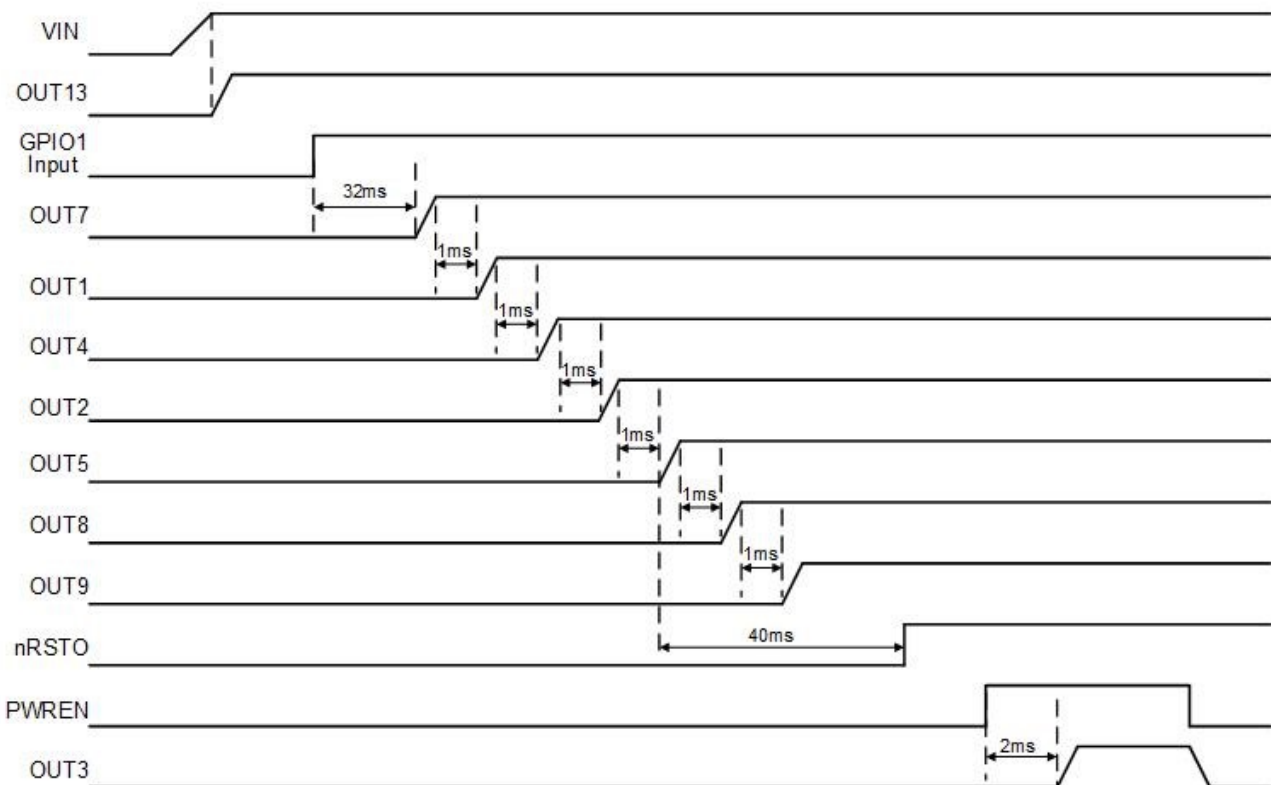 VIN
OUT13
GPIO1
Input
32ms
OUT7
1ms
OUT1
1ms
OUT4
1ms
OUT2
1ms
OUT5
1ms
OUT8
1ms
OUT9
40ms
nRSTO
PWREN
2ms
OUT3